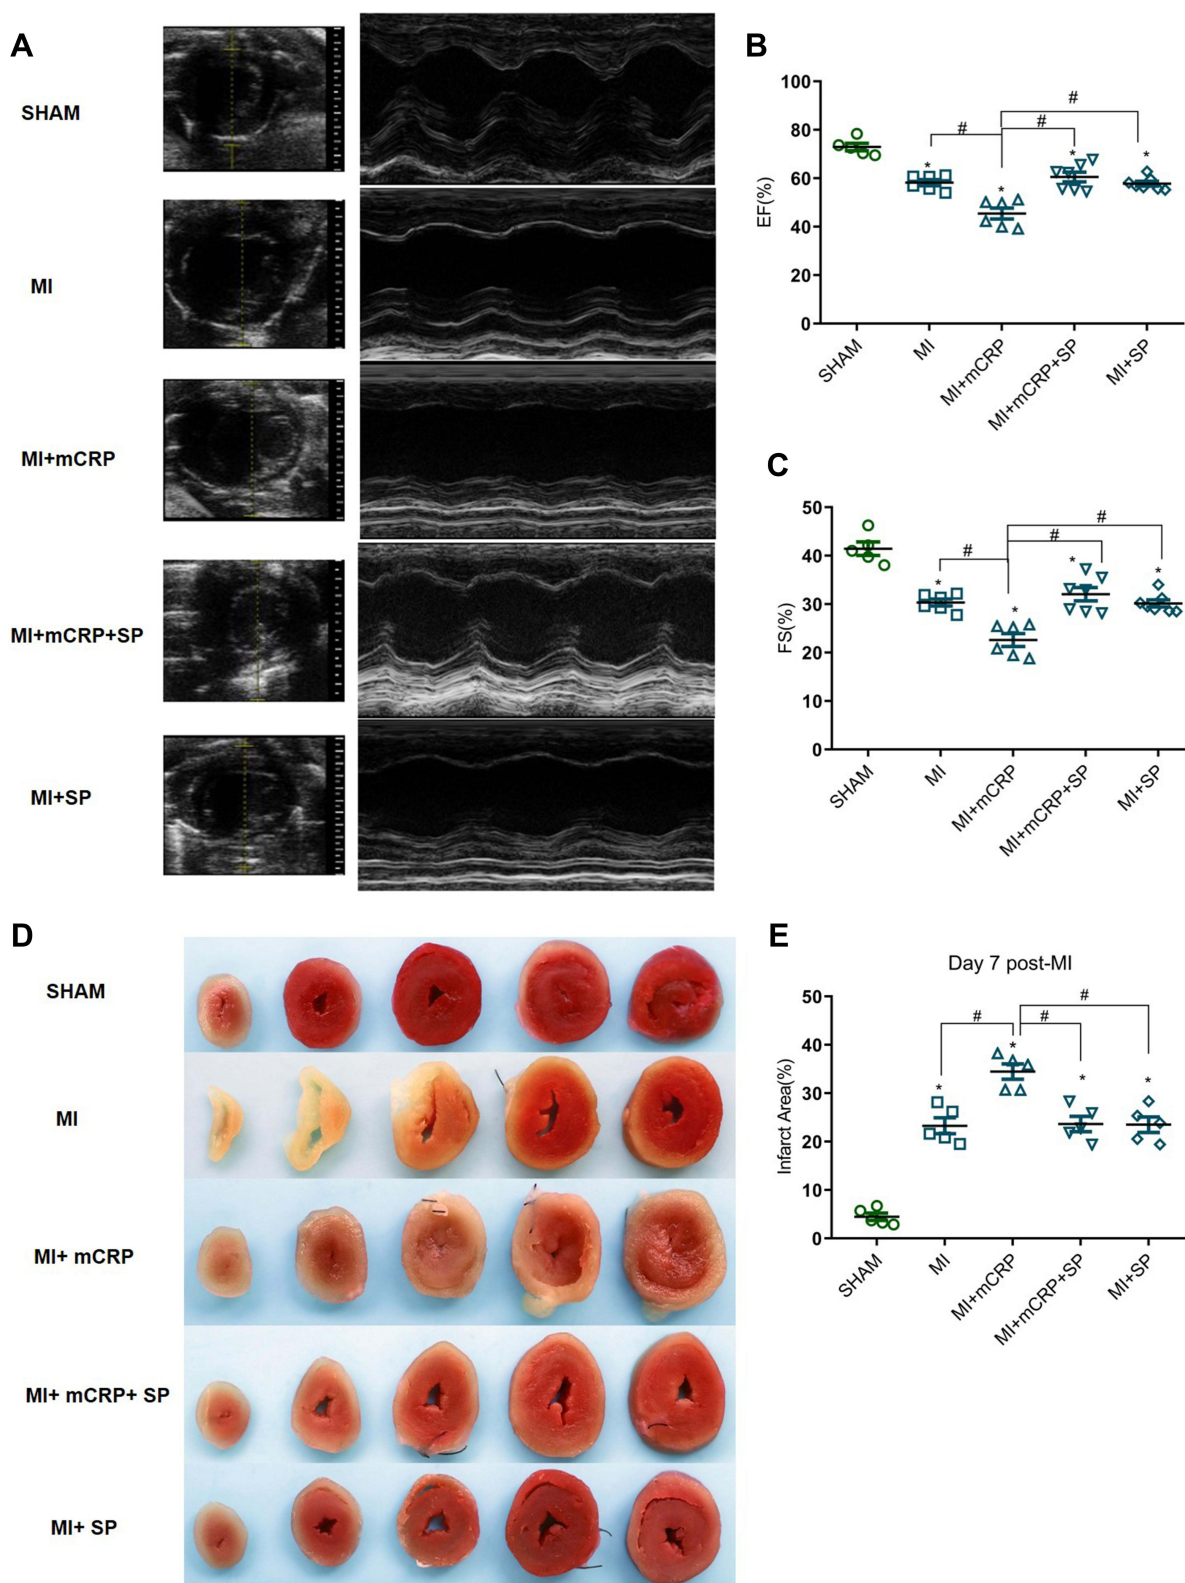 A
SHAM
MI
MI+mCRP
MI+mCRP+SP
MI+SP
B
EF(%)
100
80
60
40
20
0
#
#
#
*
*
*
*
SHAM
MI
MI+mCRP
MI+mCRP+SP
MI+SP
C
FS(%)
50
40
30
20
10
0
#
#
#
*
*
*
*
SHAM
MI
MI+mCRP
MI+mCRP+SP
MI+SP
D
SHAM
MI
MI+ mCRP
MI+ mCRP+ SP
MI+ SP
E
Day 7 post-MI
Infarct Area(%)
50
40
30
20
10
0
#
#
#
*
*
*
*
SHAM
MI
MI+mCRP
MI+mCRP+SP
MI+SP